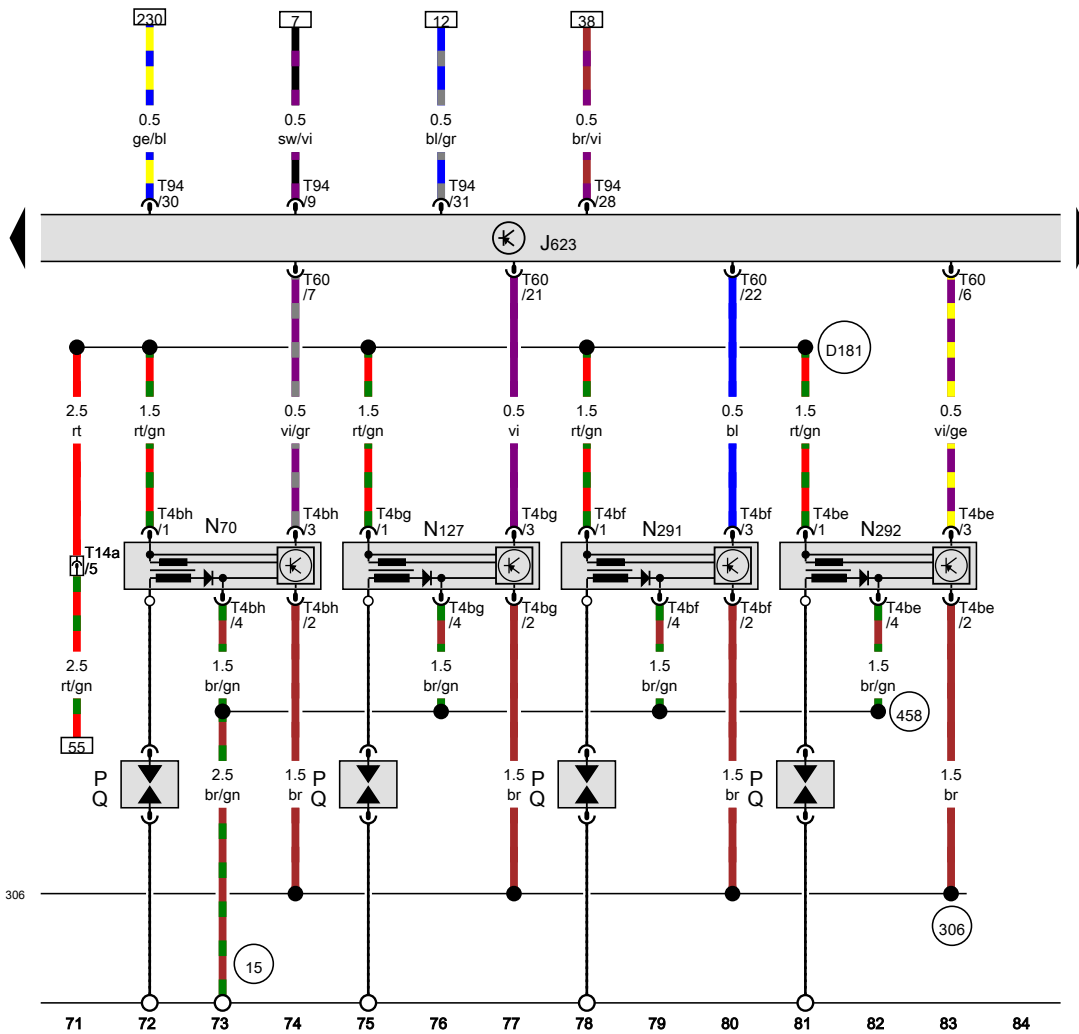 230 7 12 38
0.5 0.5 0.5 0.5
ge/bl sw/vi bl/gr br/vi
T94 T94 T94 T94
/30 /9 /31 /28
J623
T60 T60 T60 T60
/7 /21 /22 /6
D181
2.5 1.5 0.5 1.5 0.5 1.5 0.5 1.5 0.5
rt rt/gn vi/gr rt/gn vi rt/gn bl rt/gn vi/ge
T4bh N70 T4bh T4bg N127 T4bg T4bf N291 T4bf T4be N292 T4be
/1 /3 /1 /3 /1 /3 /1 /3
T14a
/5
T4bh T4bh T4bg T4bg T4bf T4bf T4be T4be
/4 /2 /4 /2 /4 /2 /4 /2
2.5 1.5 1.5 1.5 1.5
rt/gn br/gn br/gn br/gn br/gn
458
55
P 2.5 1.5 P 1.5 P 1.5 P 1.5
Q br/gn br Q br Q br Q br
306
306
15
71 72 73 74 75 76 77 78 79 80 81 82 83 84